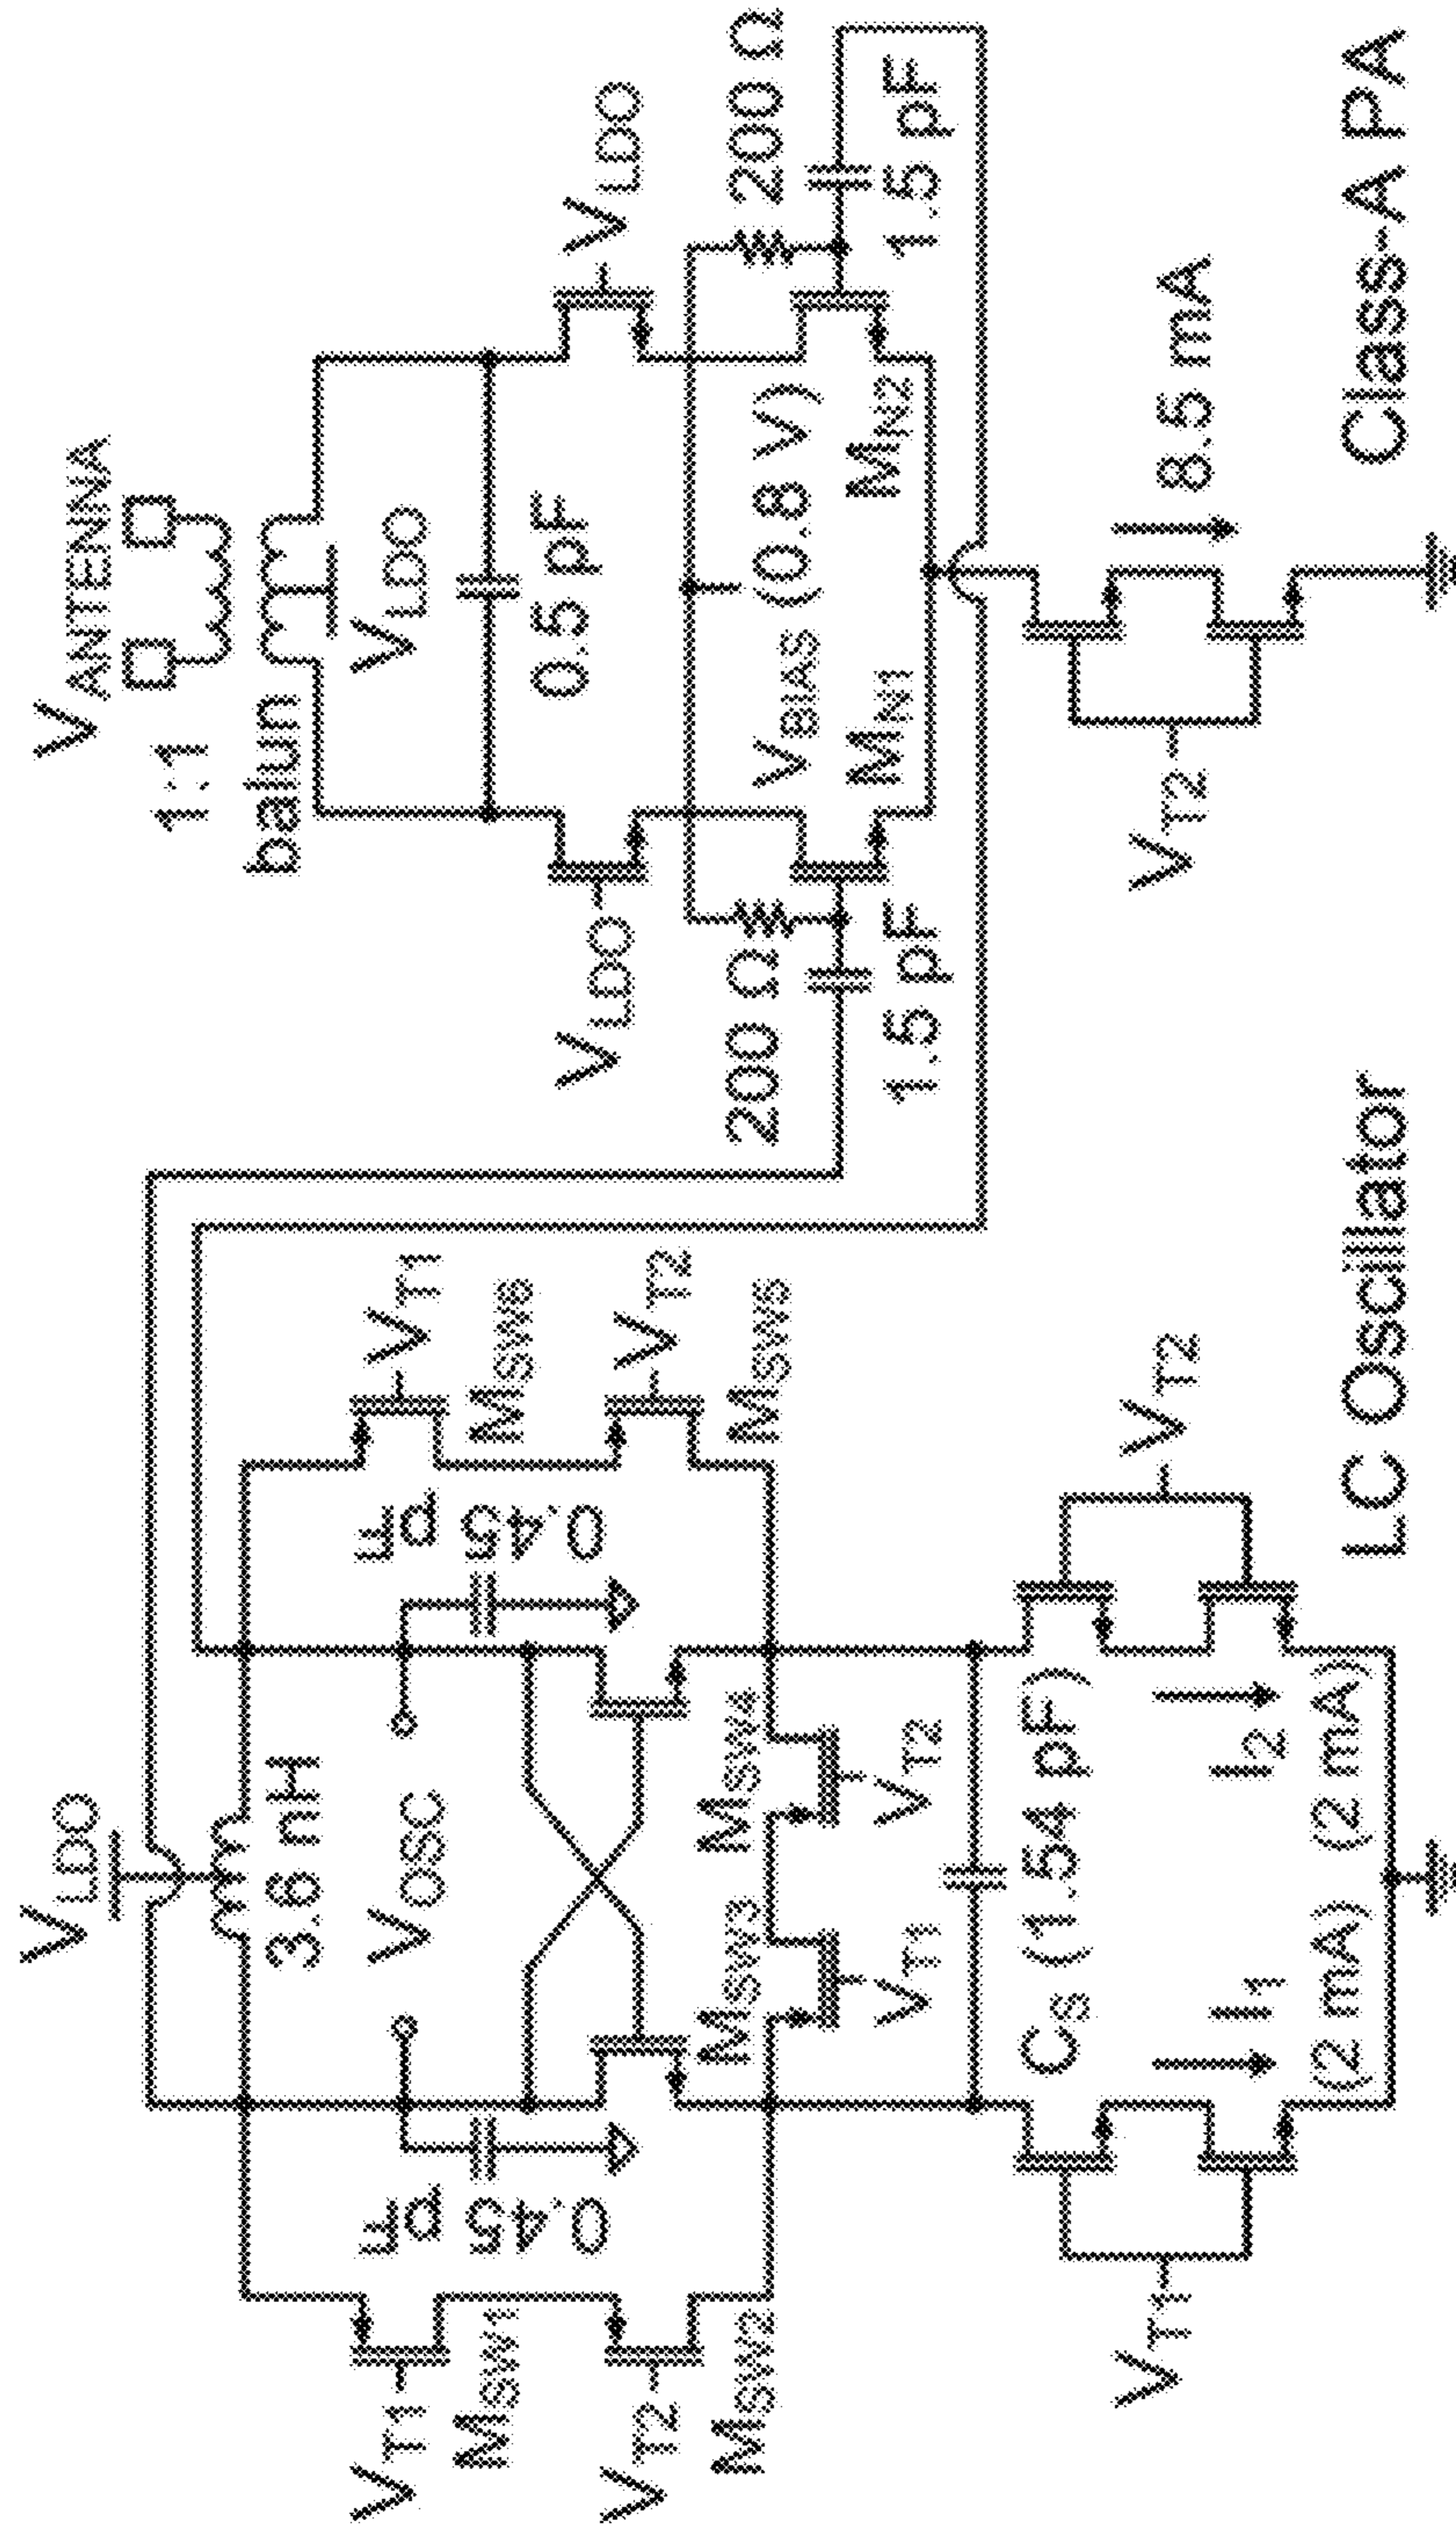 V_LDO
3.6 nH
V_OSC
0.45 pF
0.45 pF
V_T1
M_SW1
V_T2
M_SW2
V_T1
M_SW6
V_T2
M_SW5
M_SW3
M_SW4
V_T1
V_T2
C_S (1.54 pF)
V_T1
I_1
I_2
V_T2
(2 mA)
(2 mA)
LC Oscillator
V_ANTENNA
1:1
balun
V_LDO
0.5 pF
V_LDO
V_LDO
200 Ω
200 Ω
V_BIAS (0.8 V)
1.5 pF
M_IN1
M_IN2
1.5 pF
V_T2
8.5 mA
Class-A PA